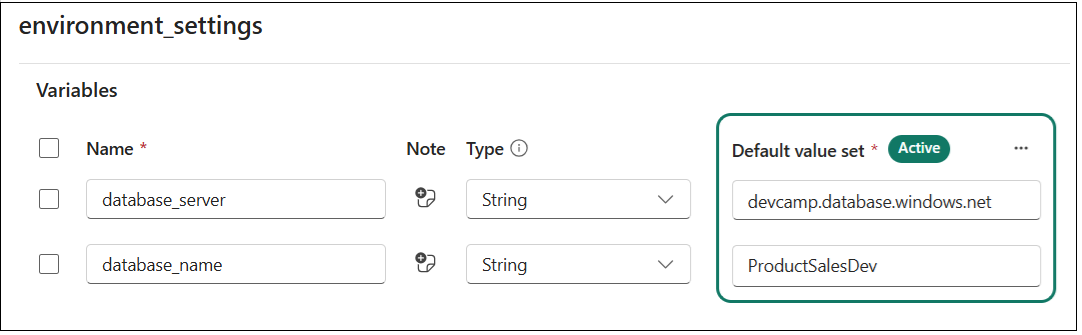 environment_settings
Variables
Name * Note Type Default value set * Active ...
database_server String devcamp.database.windows.net
database_name String ProductSalesDev